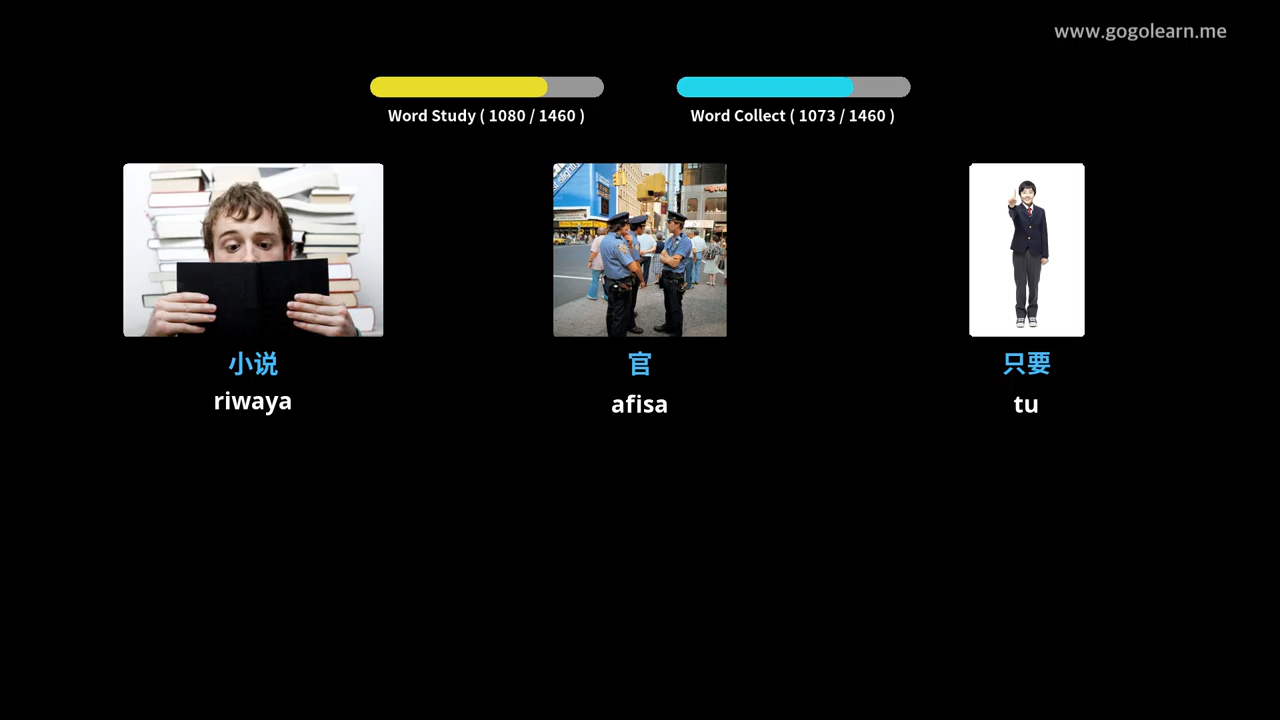 www.gogolearn.me
Word Study ( 1080 / 1460 )
Word Collect ( 1073 / 1460 )
小说
官
只要
riwaya
afisa
tu